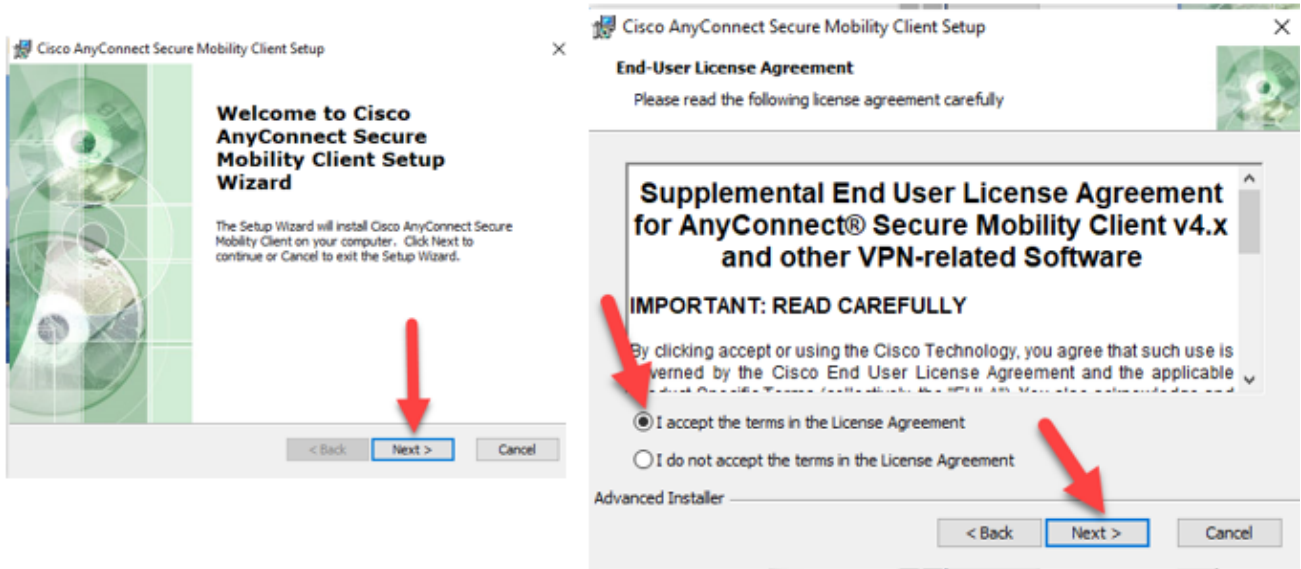 Cisco AnyConnect Secure Mobility Client Setup
Welcome to Cisco
AnyConnect Secure
Mobility Client Setup
Wizard
The Setup Wizard will install Cisco AnyConnect Secure
Mobility Client on your computer. Click Next to
continue or Cancel to exit the Setup Wizard.
< Back Next > Cancel
Cisco AnyConnect Secure Mobility Client Setup
End-User License Agreement
Please read the following license agreement carefully
Supplemental End User License Agreement
for AnyConnect® Secure Mobility Client v4.x
and other VPN-related Software
IMPORTANT: READ CAREFULLY
By clicking accept or using the Cisco Technology, you agree that such use is
by the Cisco End User License Agreement and the applicable
I accept the terms in the License Agreement
I do not accept the terms in the License Agreement
Advanced Installer
< Back Next > Cancel